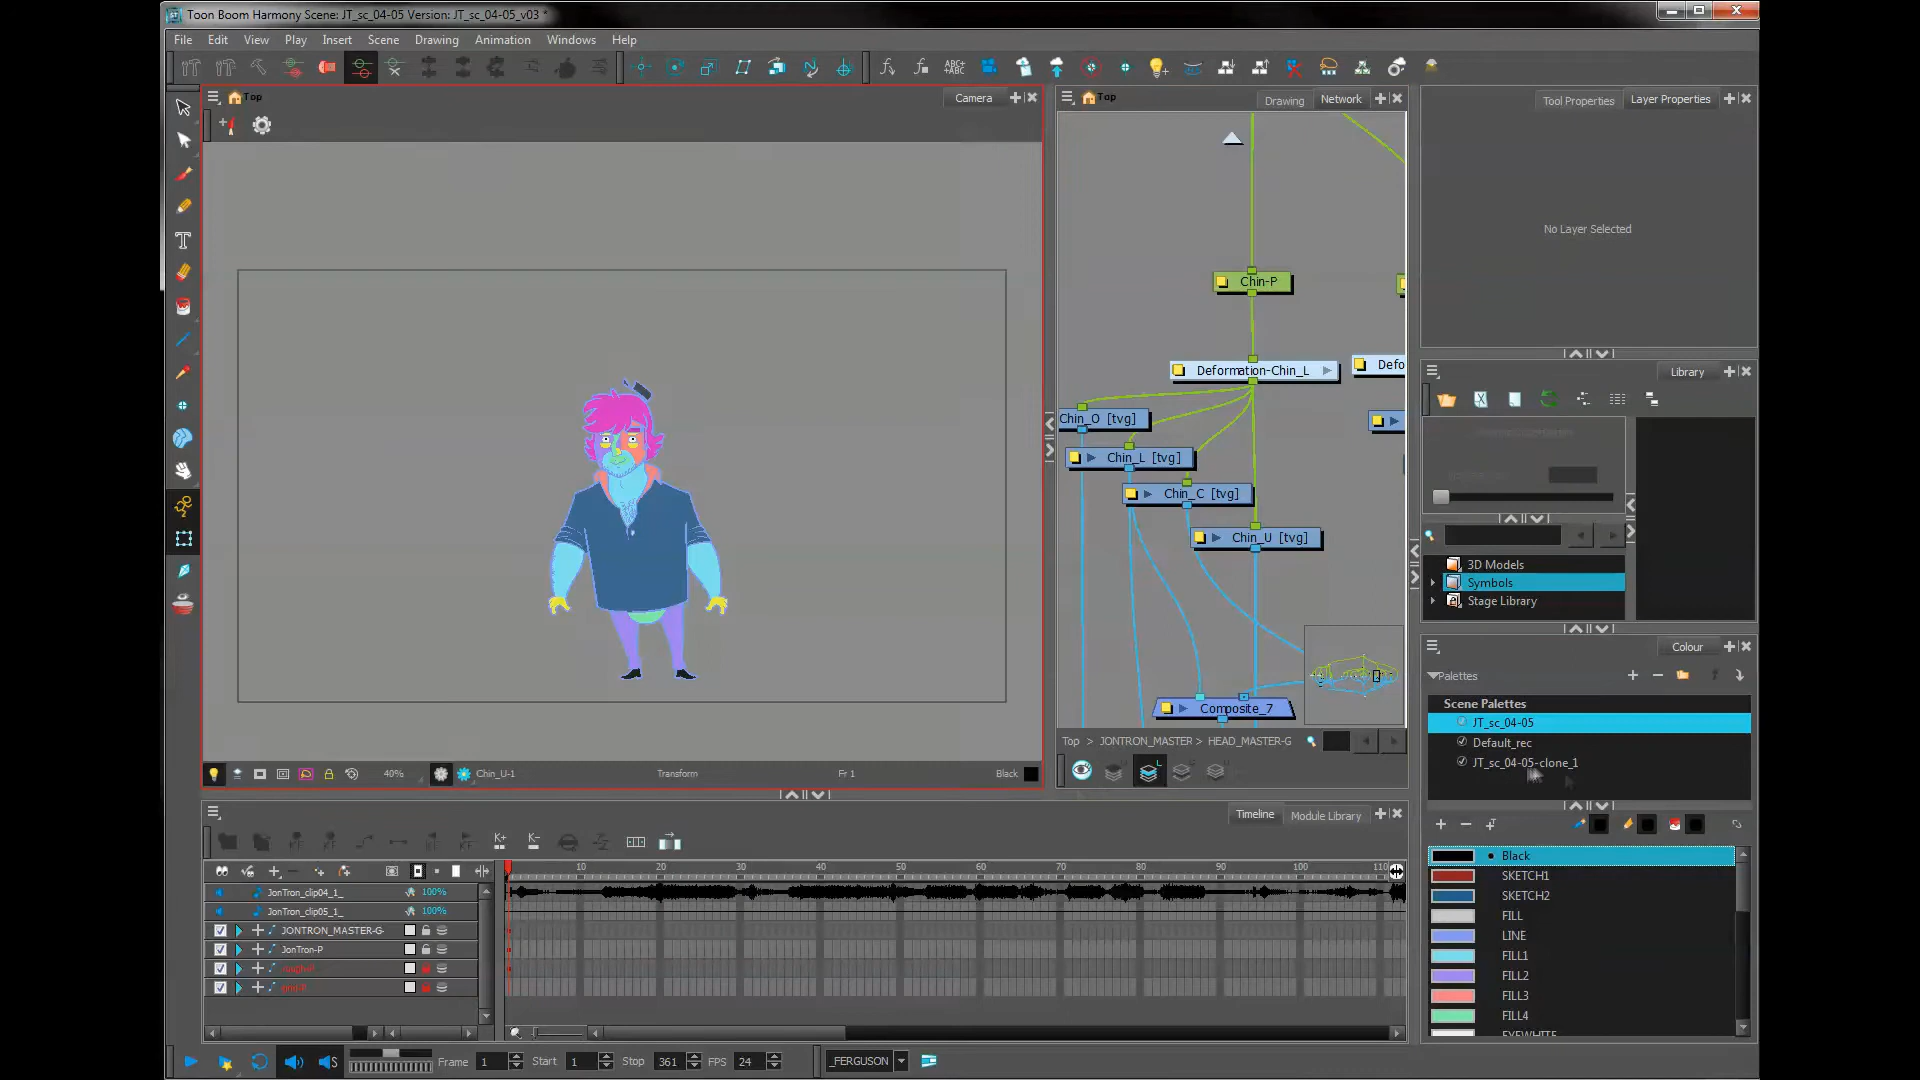 Toon Boom Harmony Scene: JT_sc_04-05 Version: JT_sc_04-05_v03 *
File Edit View Play Insert Scene Drawing Animation Windows Help
Top
Camera
Top
Drawing
Network
Tool Properties
Layer Properties
No Layer Selected
Chin-P
Deformation-Chin_L
Defo
Chin_O [tvg]
Chin_L [tvg]
Chin_C [tvg]
Chin_U [tvg]
Composite_7
Top > JONTRON_MASTER > HEAD_MASTER-G
Library
3D Models
Symbols
Stage Library
Colour
Palettes
Scene Palettes
JT_sc_04-05
Default_rec
JT_sc_04-05-clone_1
Black
SKETCH1
SKETCH2
FILL
LINE
FILL1
FILL2
FILL3
FILL4
EYEWHITE
40%
Chin_U-1
Transform
Fr 1
Black
Timeline
Module Library
10 20 30 40 50 60 70 80 90 100 110
JonTron_clip04_1_ 100%
JonTron_clip05_1_ 100%
JONTRON_MASTER-G-
JonTron-P
Frame 1 Start 1 Stop 361 FPS 24
_FERGUSON